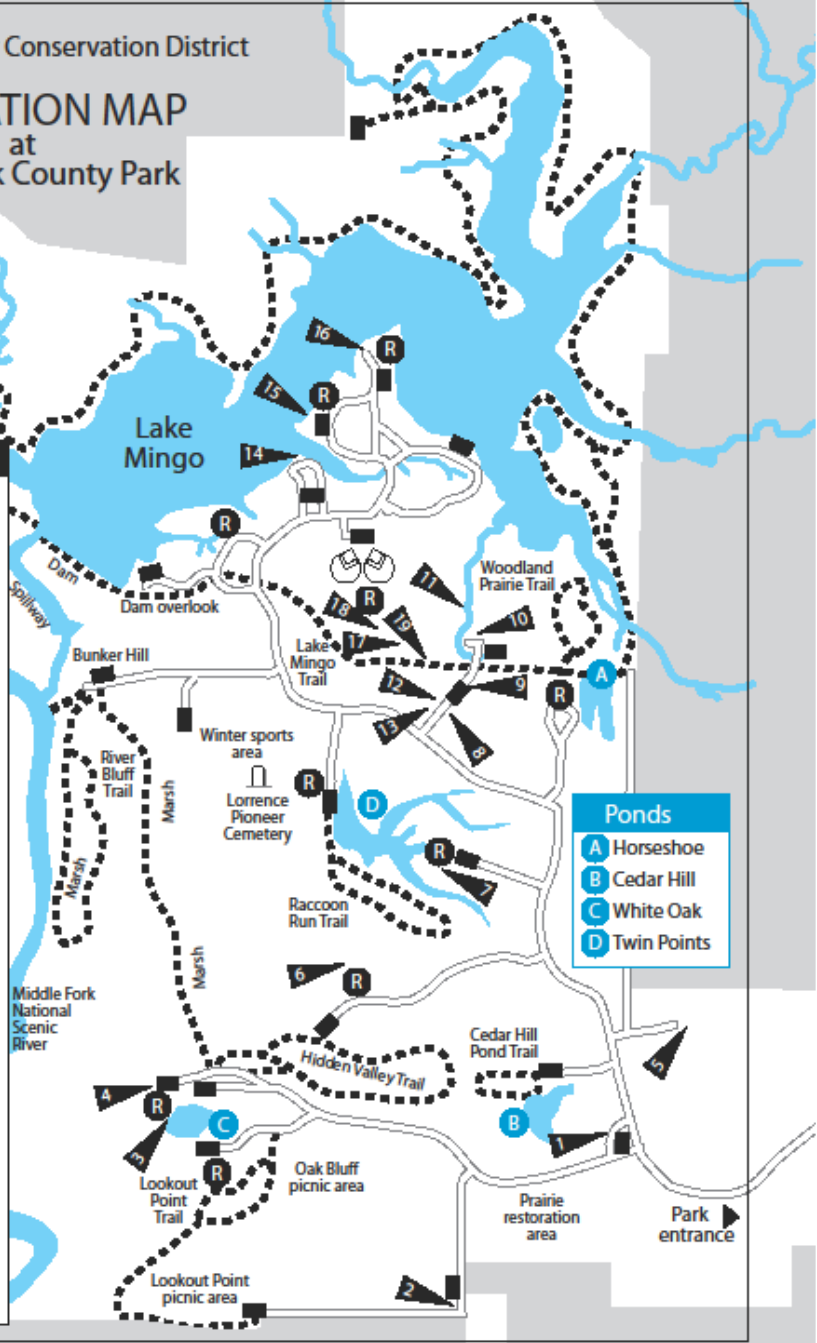 Conservation District
TION MAP
at
k County Park
16
R
15
R
14
Lake
Mingo
R
Dam
Spillway
Dam overlook
11
Woodland
Prairie Trail
10
R
18
19
17
Lake
Mingo
Trail
Bunker Hill
12
9
R
A
13
8
River
Bluff
Trail
Marsh
Winter sports
area
Lorrence
Pioneer
Cemetery
R
D
Ponds
A Horseshoe
B Cedar Hill
C White Oak
D Twin Points
R
7
Marsh
Raccoon
Run Trail
Marsh
6
R
Middle Fork
National
Scenic
River
Cedar Hill
Pond Trail
5
Hidden Valley Trail
4
R
C
B
1
3
R
Lookout
Point
Trail
Oak Bluff
picnic area
Prairie
restoration
area
Park
entrance
Lookout Point
picnic area
2